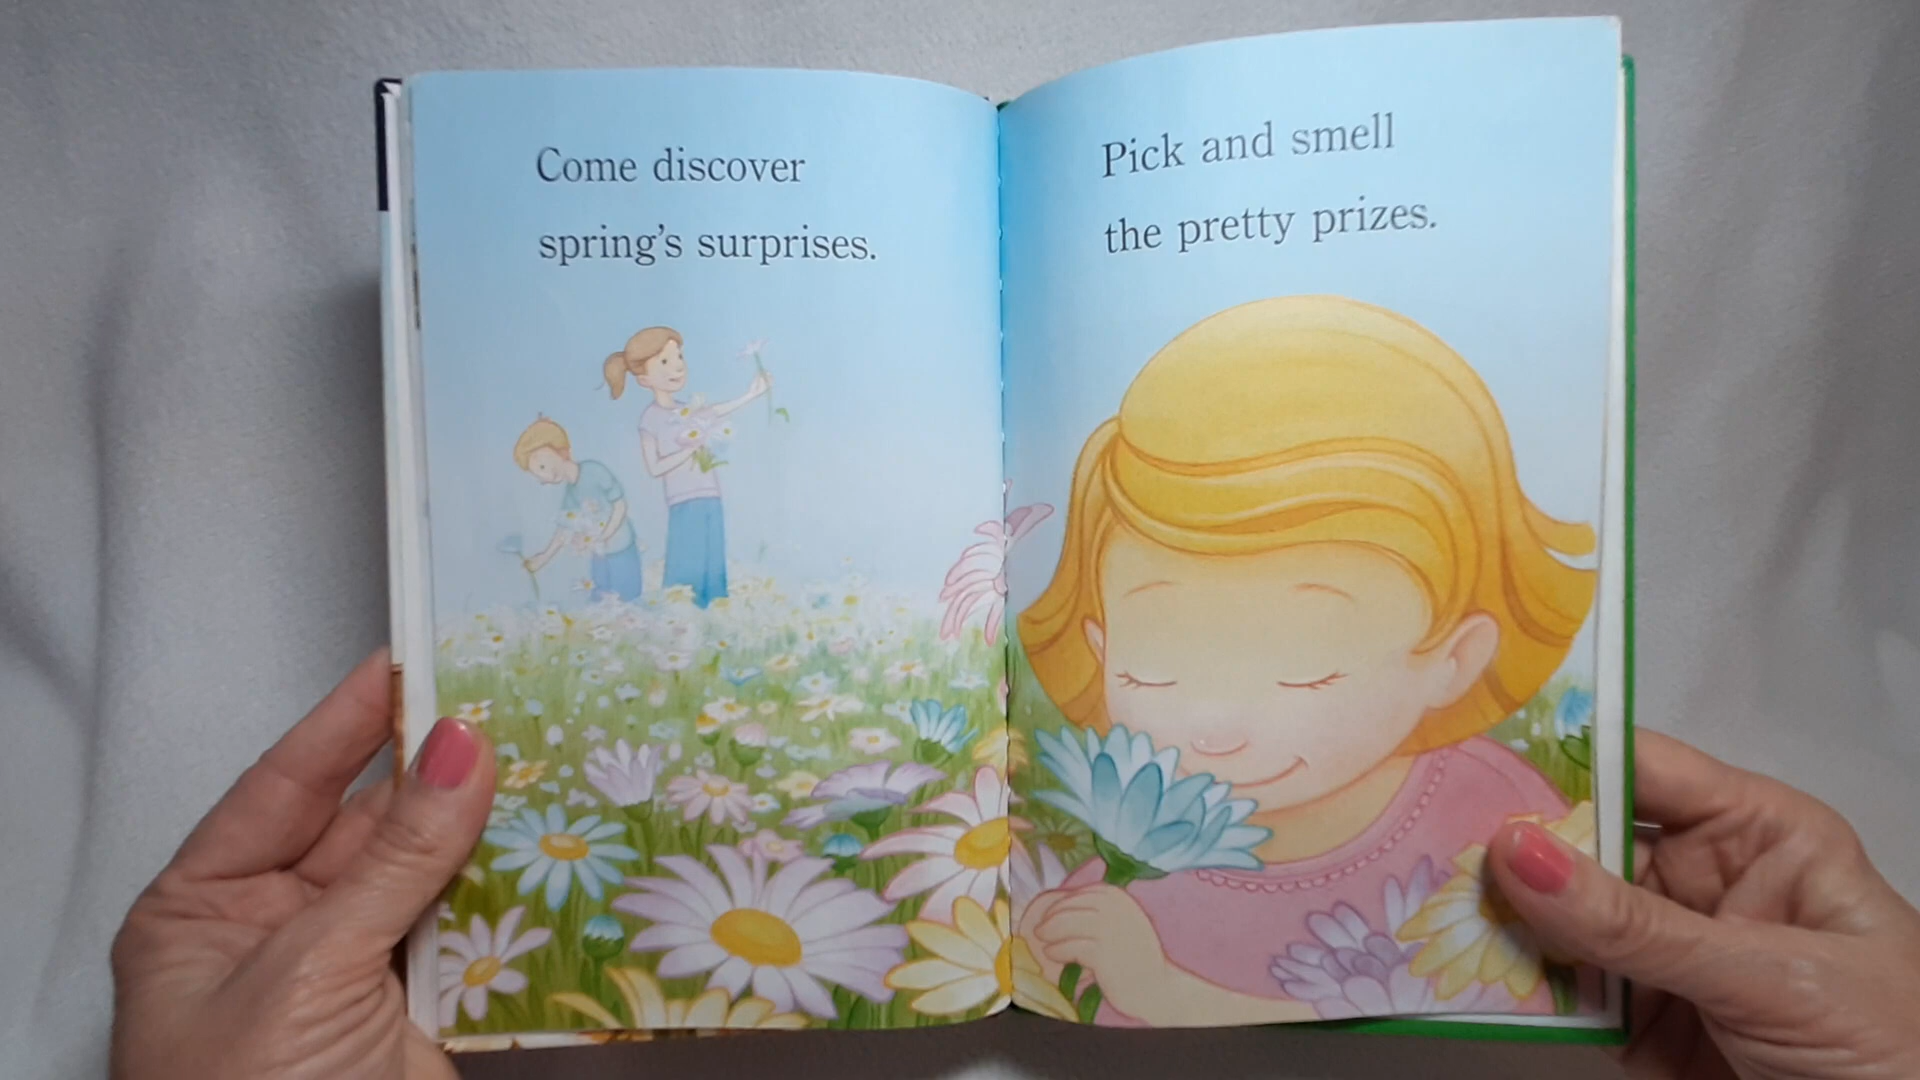 Come discover
spring's surprises.
Pick and smell
the pretty prizes.